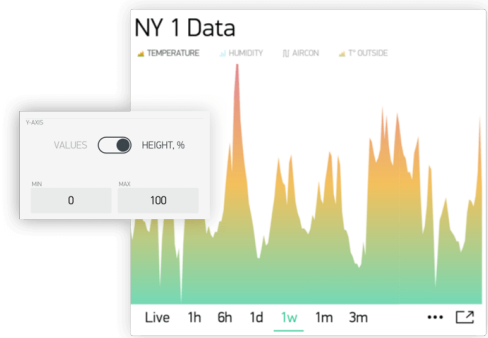 NY 1 Data
TEMPERATURE HUMIDITY AIRCON T° OUTSIDE
Y-AXIS
VALUES HEIGHT, %
MIN MAX
0 100
Live 1h 6h 1d 1w 1m 3m